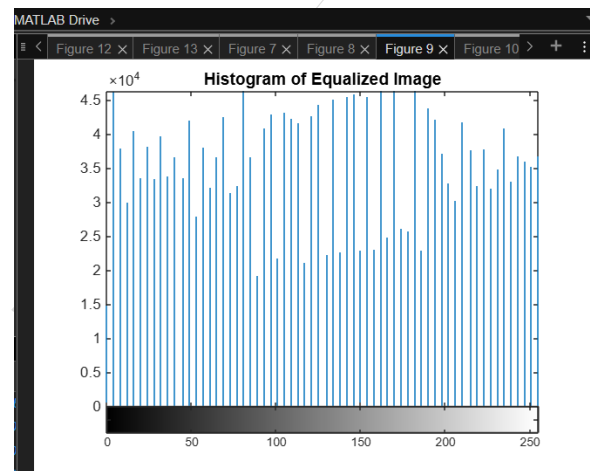 MATLAB Drive >
Figure 12 × Figure 13 × Figure 7 × Figure 8 × Figure 9 × Figure 10 > +
×10⁴ Histogram of Equalized Image
4.5
4
3.5
3
2.5
2
1.5
1
0.5
0
0 50 100 150 200 250